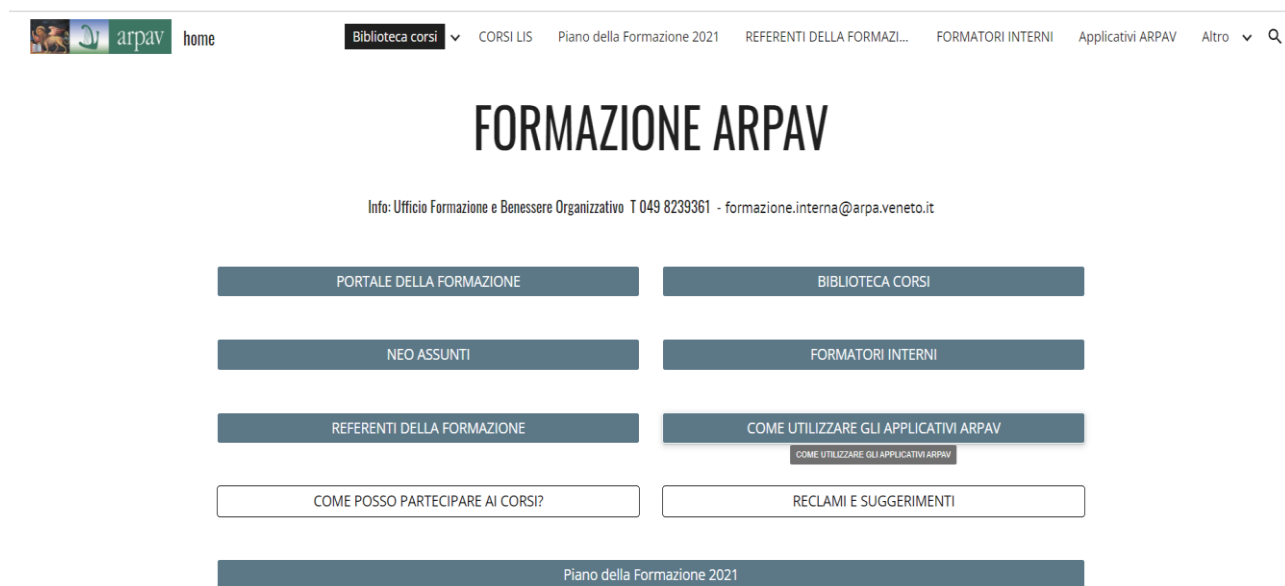 arpav home Biblioteca corsi CORSI LIS Piano della Formazione 2021 REFERENTI DELLA FORMAZI... FORMATORI INTERNI Applicativi ARPAV Altro
FORMAZIONE ARPAV
Info: Ufficio Formazione e Benessere Organizzativo T 049 8239361 - formazione.interna@arpa.veneto.it
PORTALE DELLA FORMAZIONE BIBLIOTECA CORSI
NEO ASSUNTI FORMATORI INTERNI
REFERENTI DELLA FORMAZIONE COME UTILIZZARE GLI APPLICATIVI ARPAV
COME UTILIZZARE GLI APPLICATIVI ARPAV
COME POSSO PARTECIPARE AI CORSI? RECLAMI E SUGGERIMENTI
Piano della Formazione 2021